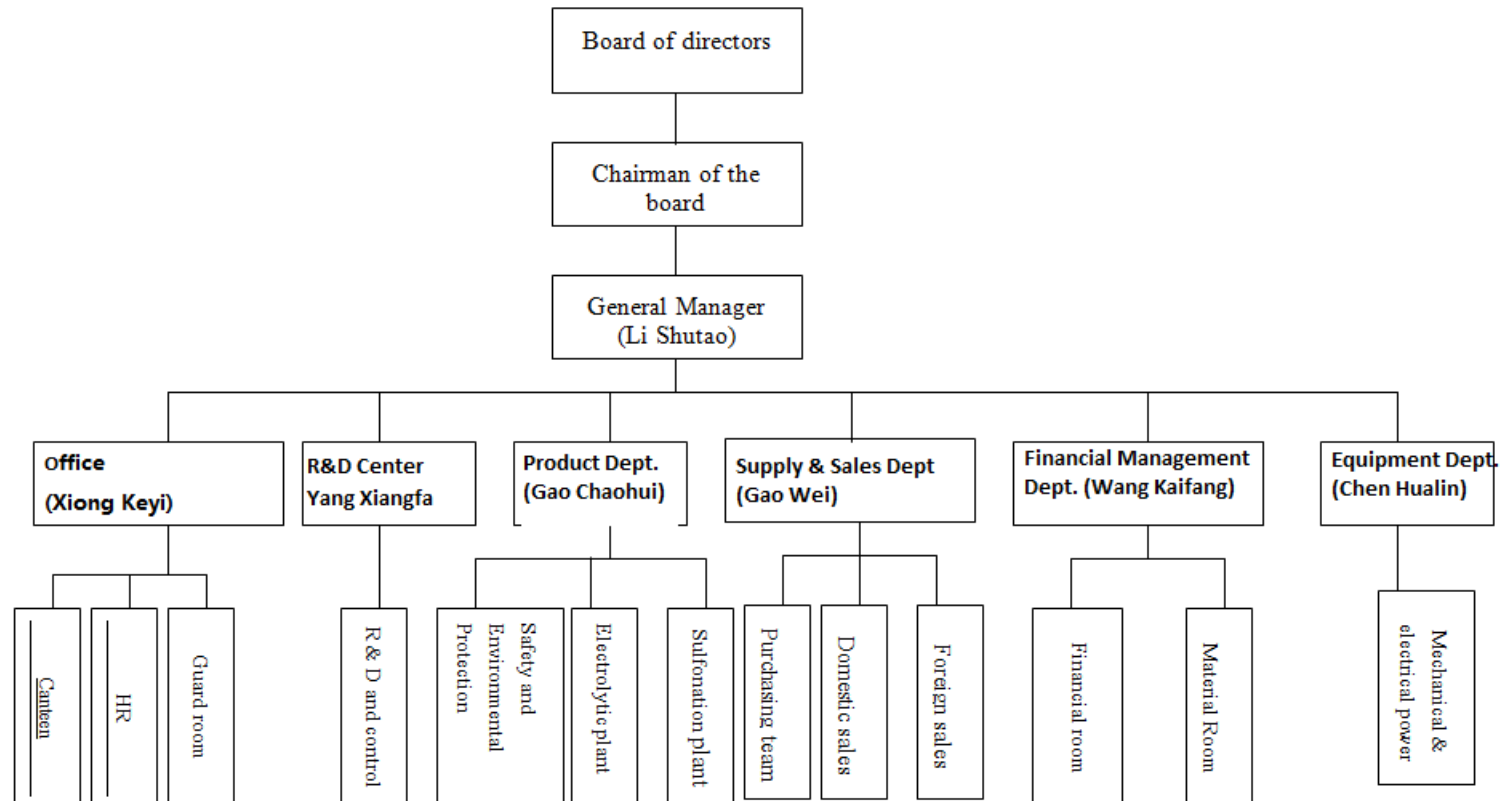 Board of directors
Chairman of the
board
General Manager
(Li Shutao)
Office
(Xiong Keyi)
R&D Center
Yang Xiangfa
Product Dept.
(Gao Chaohui)
Supply & Sales Dept
(Gao Wei)
Financial Management
Dept. (Wang Kaifang)
Equipment Dept.
(Chen Hualin)
Canteen
HR
Guard room
R & D and control
Safety and
Environmental
Protection
Electrolytic plant
Sulfonation plant
Purchasing team
Domestic sales
Foreign sales
Financial room
Material Room
Mechanical &
electrical power